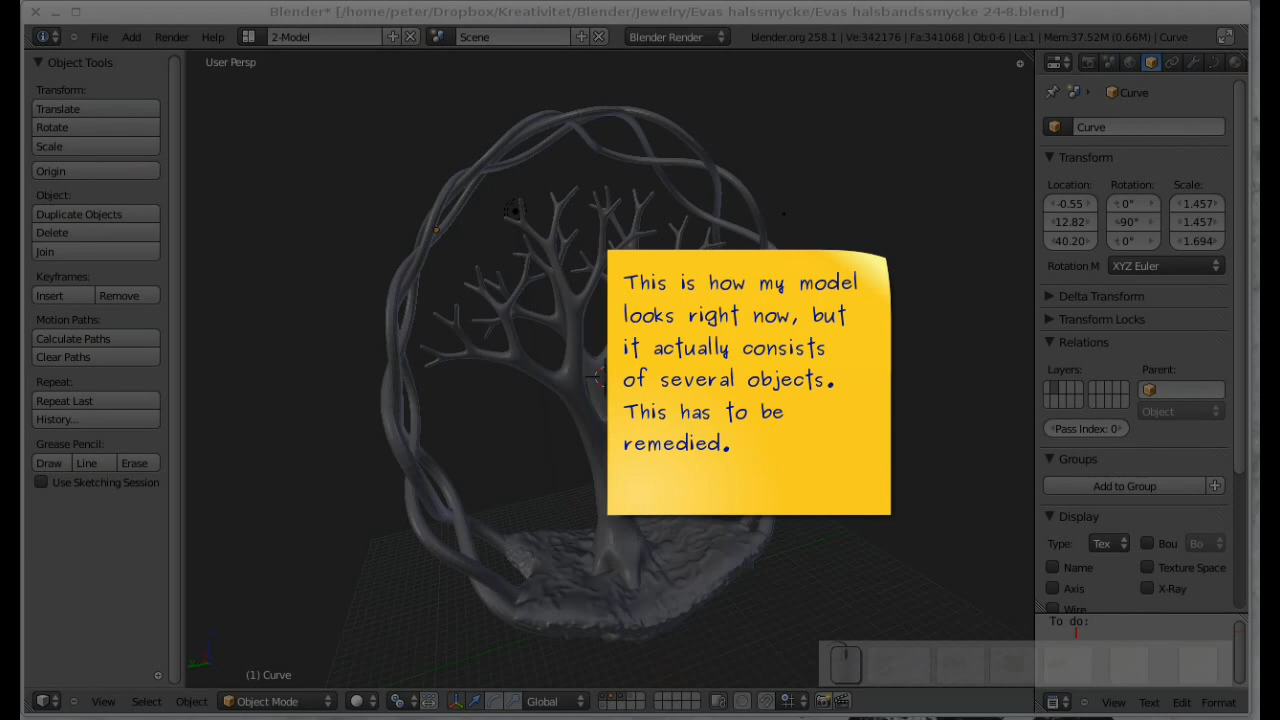 Blender* [/home/peter/Dropbox/Kreativitet/Blender/Jewelry/Evas halssmycke/Evas halsbandssmycke 24-8.blend]
File Add Render Help 2-Model Scene Blender Render blender.org 258.1 | Ve:342176 | Fa:341068 | Ob:0-6 | La:1 | Mem:37.52M (0.66M) | Curve
Object Tools
Transform:
Translate
Rotate
Scale
Origin
Object:
Duplicate Objects
Delete
Join
Keyframes:
Insert Remove
Motion Paths:
Calculate Paths
Clear Paths
Repeat:
Repeat Last
History...
Grease Pencil:
Draw Line Erase
Use Sketching Session
User Persp
This is how my model
looks right now, but
it actually consists
of several objects.
This has to be
remedied.
(1) Curve
Curve
Curve
Transform
Location: Rotation: Scale:
-0.55 0° 1.457
12.82 90° 1.457
40.20 0° 1.694
Rotation M XYZ Euler
Delta Transform
Transform Locks
Relations
Layers: Parent:
Object
Pass Index: 0
Groups
Add to Group
Display
Type: Tex Bou Bo
Name Texture Space
Axis X-Ray
Wire
To do:
View Select Object Object Mode Global
View Text Edit Format